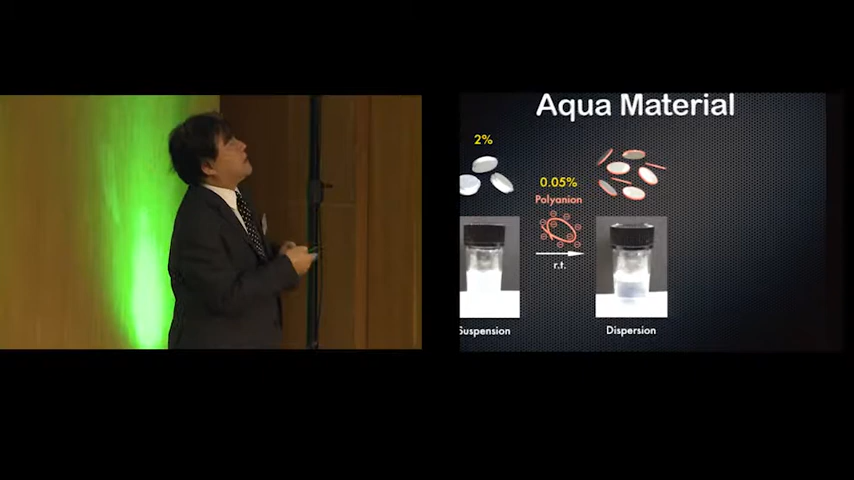 Aqua Material
2%
0.05%
Polyanion
r.t.
Suspension
Dispersion